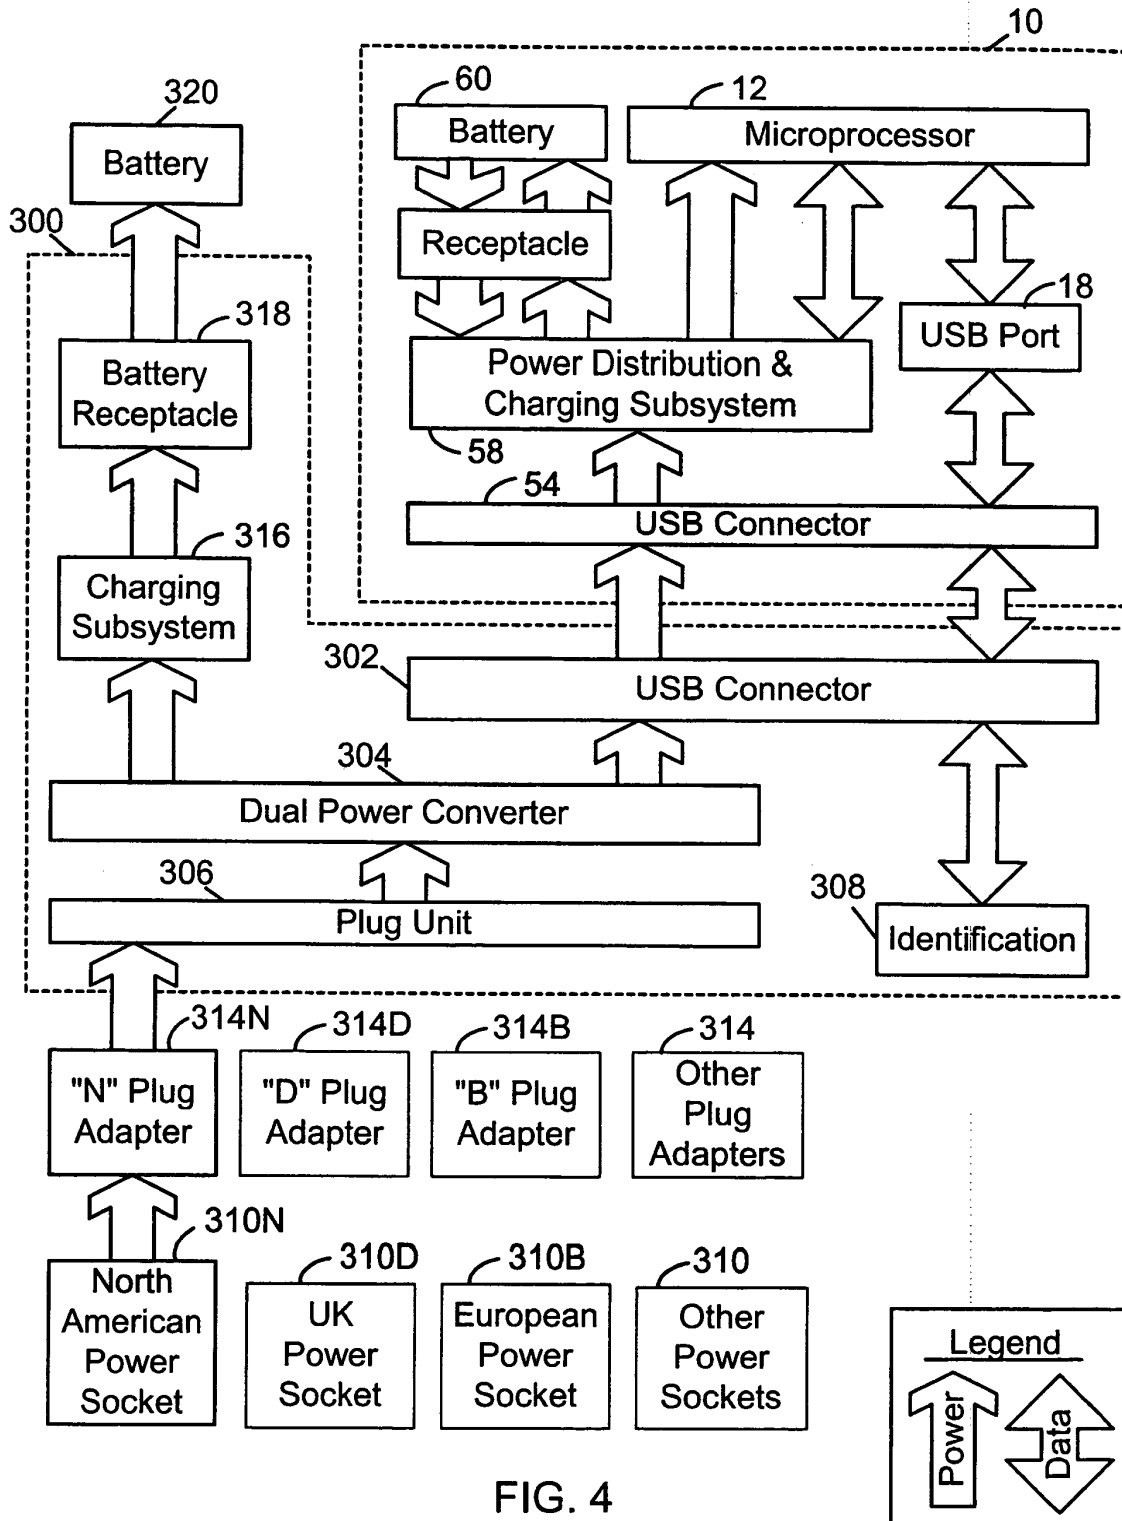 10
60
12
Battery
Microprocessor
320
Battery
300
Receptacle
18
USB Port
318
Battery
Receptacle
Power Distribution &
Charging Subsystem
58
54
USB Connector
316
Charging
Subsystem
302
USB Connector
304
Dual Power Converter
306
Plug Unit
308
Identification
314N
"N" Plug
Adapter
314D
"D" Plug
Adapter
314B
"B" Plug
Adapter
314
Other
Plug
Adapters
310N
North
American
Power
Socket
310D
UK
Power
Socket
310B
European
Power
Socket
310
Other
Power
Sockets
Legend
Power
Data
FIG. 4